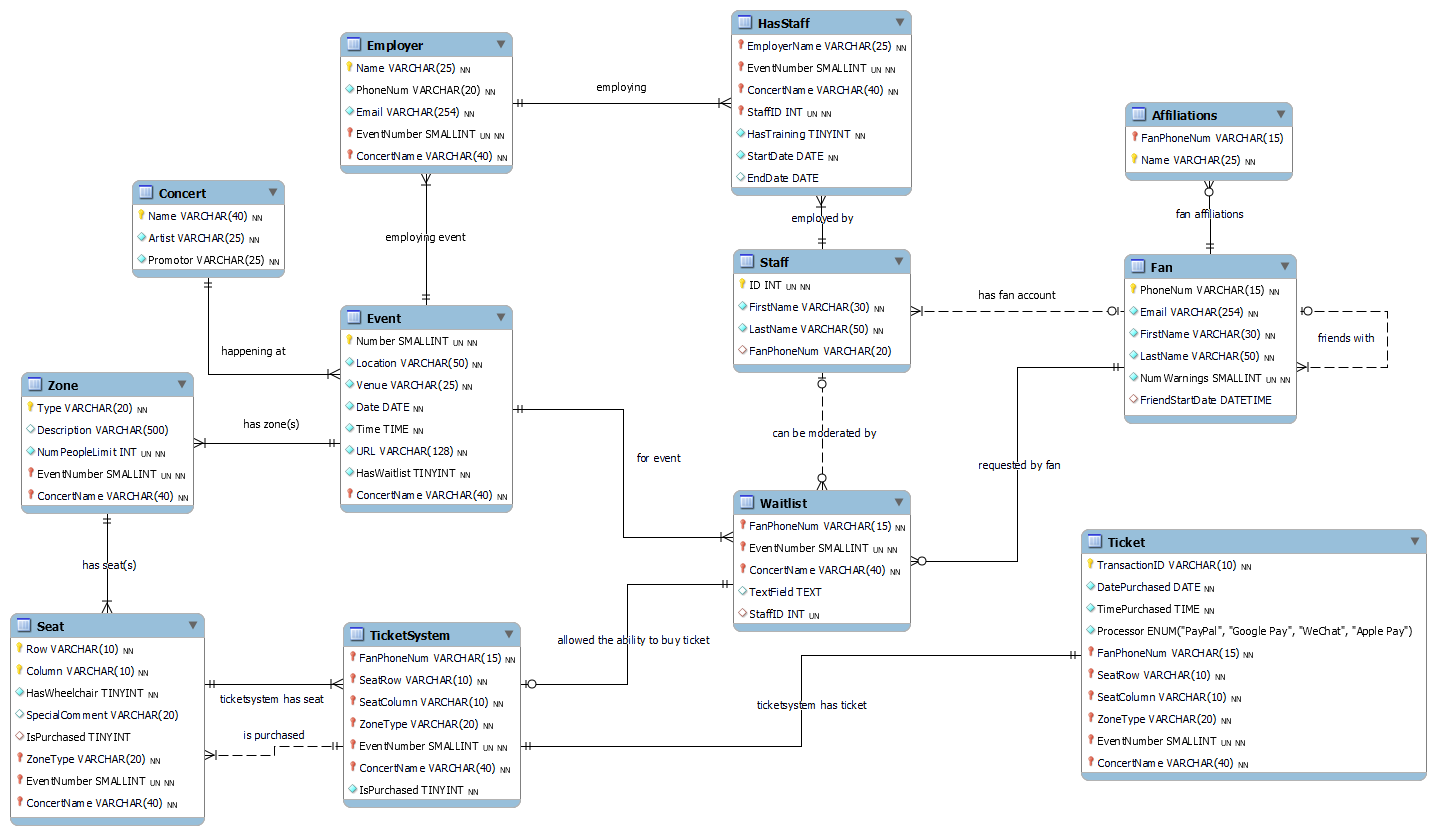 HasStaff
EmployerName VARCHAR(25) NN
EventNumber SMALLINT UN NN
ConcertName VARCHAR(40) NN
StaffID INT UN NN
HasTraining TINYINT NN
StartDate DATE NN
EndDate DATE
Employer
Name VARCHAR(25) NN
PhoneNum VARCHAR(20) NN
Email VARCHAR(254) NN
EventNumber SMALLINT UN NN
ConcertName VARCHAR(40) NN
employing
Affiliations
FanPhoneNum VARCHAR(15)
Name VARCHAR(25) NN
Concert
Name VARCHAR(40) NN
Artist VARCHAR(25) NN
Promotor VARCHAR(25) NN
employing event
employed by
fan affiliations
Staff
ID INT UN NN
FirstName VARCHAR(30) NN
LastName VARCHAR(50) NN
FanPhoneNum VARCHAR(20)
has fan account
Fan
PhoneNum VARCHAR(15) NN
Email VARCHAR(254) NN
FirstName VARCHAR(30) NN
LastName VARCHAR(50) NN
NumWarnings SMALLINT UN NN
FriendStartDate DATETIME
friends with
Event
Number SMALLINT UN NN
Location VARCHAR(50) NN
Venue VARCHAR(25) NN
Date DATE NN
Time TIME NN
URL VARCHAR(128) NN
HasWaitlist TINYINT NN
ConcertName VARCHAR(40) NN
happening at
Zone
Type VARCHAR(20) NN
Description VARCHAR(500)
NumPeopleLimit INT UN NN
EventNumber SMALLINT UN NN
ConcertName VARCHAR(40) NN
has zone(s)
for event
can be moderated by
requested by fan
Waitlist
FanPhoneNum VARCHAR(15) NN
EventNumber SMALLINT UN NN
ConcertName VARCHAR(40) NN
TextField TEXT
StaffID INT UN
Ticket
TransactionID VARCHAR(10) NN
DatePurchased DATE NN
TimePurchased TIME NN
Processor ENUM("PayPal", "Google Pay", "WeChat", "Apple Pay")
FanPhoneNum VARCHAR(15) NN
SeatRow VARCHAR(10) NN
SeatColumn VARCHAR(10) NN
ZoneType VARCHAR(20) NN
EventNumber SMALLINT UN NN
ConcertName VARCHAR(40) NN
has seat(s)
Seat
Row VARCHAR(10) NN
Column VARCHAR(10) NN
HasWheelchair TINYINT NN
SpecialComment VARCHAR(20)
IsPurchased TINYINT
ZoneType VARCHAR(20) NN
EventNumber SMALLINT UN NN
ConcertName VARCHAR(40) NN
ticketsystem has seat
is purchased
TicketSystem
FanPhoneNum VARCHAR(15) NN
SeatRow VARCHAR(10) NN
SeatColumn VARCHAR(10) NN
ZoneType VARCHAR(20) NN
EventNumber SMALLINT UN NN
ConcertName VARCHAR(40) NN
IsPurchased TINYINT NN
allowed the ability to buy ticket
ticketsystem has ticket